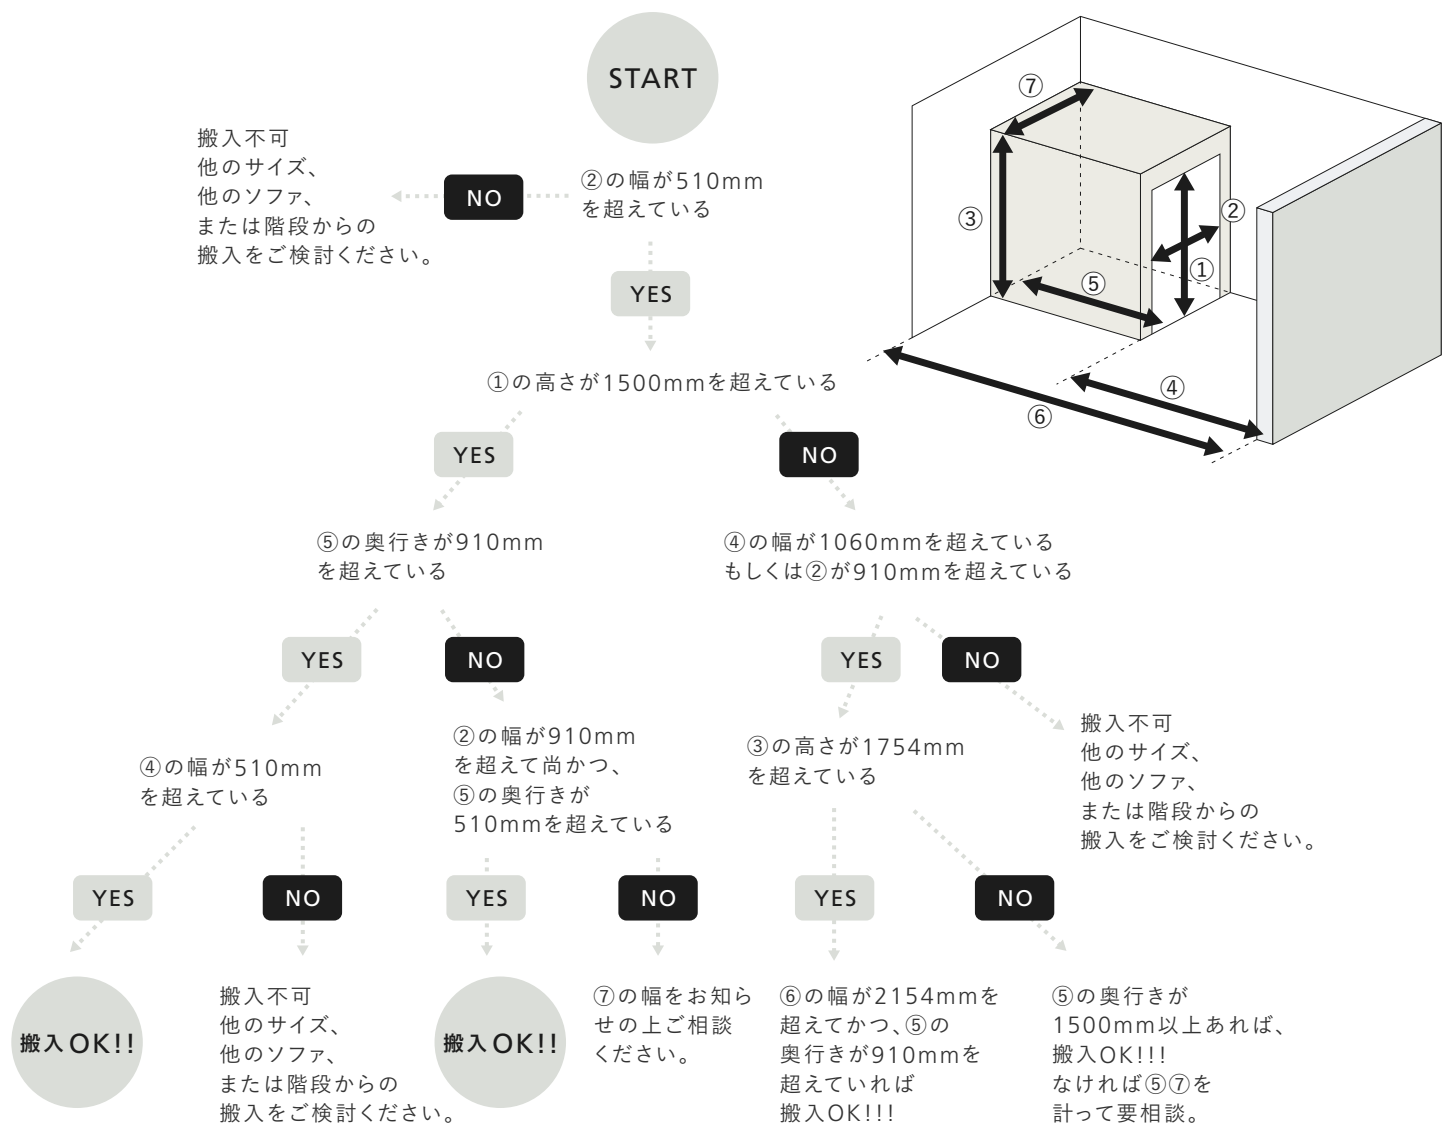 START
②の幅が510mm
を超えている
NO
搬入不可
他のサイズ、
他のソファ、
または階段からの
搬入をご検討ください。
YES
①の高さが1500mmを超えている
YES
NO
⑤の奥行きが910mm
を超えている
④の幅が1060mmを超えている
もしくは②が910mmを超えている
YES
NO
YES
NO
④の幅が510mm
を超えている
②の幅が910mm
を超えて尚かつ、
⑤の奥行きが
510mmを超えている
③の高さが1754mm
を超えている
搬入不可
他のサイズ、
他のソファ、
または階段からの
搬入をご検討ください。
YES
NO
YES
NO
YES
NO
搬入OK!!
搬入不可
他のサイズ、
他のソファ、
または階段からの
搬入をご検討ください。
搬入OK!!
⑦の幅をお知ら
せの上ご相談
ください。
⑥の幅が2154mmを
超えてかつ、⑤の
奥行きが910mmを
超えていれば
搬入OK!!!
⑤の奥行きが
1500mm以上あれば、
搬入OK!!!
なければ⑤⑦を
計って要相談。
⑦
③
②
①
⑤
④
⑥